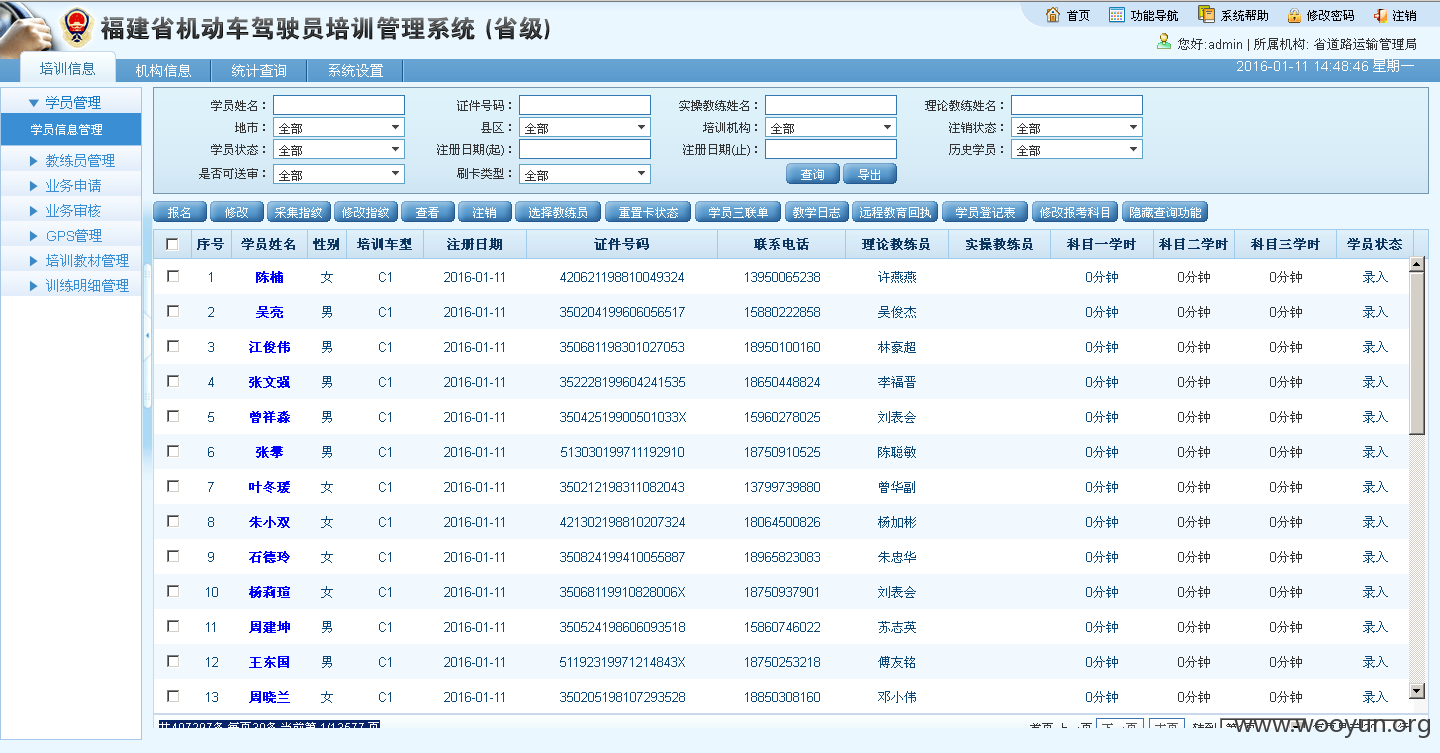 福建省机动车驾驶员培训管理系统 (省级)
首页 功能导航 系统帮助 修改密码 注销
您好:admin | 所属机构: 省道路运输管理局
培训信息 机构信息 统计查询 系统设置 2016-01-11 14:48:46 星期一
学员管理
学员信息管理
教练员管理
业务申请
业务审核
GPS管理
培训教材管理
训练明细管理
学员姓名： 证件号码： 实操教练姓名： 理论教练姓名：
地市： 全部 县区： 全部 培训机构： 全部 注销状态： 全部
学员状态： 全部 注册日期(起)： 注册日期(止)： 历史学员： 全部
是否可送审： 全部 刷卡类型： 全部 查询 导出
报名 修改 采集指纹 修改指纹 查看 注销 选择教练员 重置卡状态 学员三联单 教学日志 远程教育回执 学员登记表 修改报考科目 隐藏查询功能
序号 学员姓名 性别 培训车型 注册日期 证件号码 联系电话 理论教练员 实操教练员 科目一学时 科目二学时 科目三学时 学员状态
1 陈楠 女 C1 2016-01-11 420621198810049324 13950065238 许燕燕 0分钟 0分钟 0分钟 录入
2 吴亮 男 C1 2016-01-11 350204199606056517 15880222858 吴俊杰 0分钟 0分钟 0分钟 录入
3 江俊伟 男 C1 2016-01-11 350681198301027053 18950100160 林豪超 0分钟 0分钟 0分钟 录入
4 张文强 男 C1 2016-01-11 352228199604241535 18650448824 李福晋 0分钟 0分钟 0分钟 录入
5 曾祥淼 男 C1 2016-01-11 35042519900501033X 15960278025 刘表会 0分钟 0分钟 0分钟 录入
6 张 男 C1 2016-01-11 513030199711192910 18750910525 陈聪敏 0分钟 0分钟 0分钟 录入
7 叶冬瑗 女 C1 2016-01-11 350212198311082043 13799739880 曾华副 0分钟 0分钟 0分钟 录入
8 朱小双 女 C1 2016-01-11 421302198810207324 18064500826 杨加彬 0分钟 0分钟 0分钟 录入
9 石德玲 女 C1 2016-01-11 350824199410055887 18965823083 朱忠华 0分钟 0分钟 0分钟 录入
10 杨莉瑄 女 C1 2016-01-11 35068119910828006X 18750937901 刘表会 0分钟 0分钟 0分钟 录入
11 周建坤 男 C1 2016-01-11 350524198606093518 15860746022 苏志英 0分钟 0分钟 0分钟 录入
12 王东国 男 C1 2016-01-11 51192319971214843X 18750253218 傅友铭 0分钟 0分钟 0分钟 录入
13 周晓兰 女 C1 2016-01-11 350205198107293528 18850308160 邓小伟 0分钟 0分钟 0分钟 录入
共407297条 每页30条 当前第 1/13577 页 首页 上一页 下一页 末页 转到
www.wooyun.org